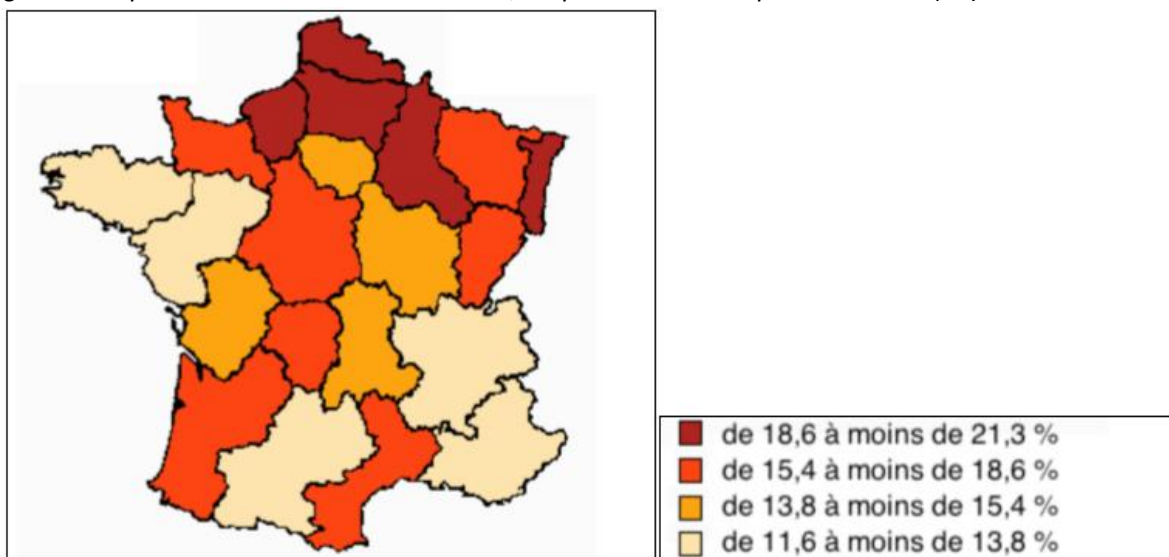 de 18,6 à moins de 21,3 %
de 15,4 à moins de 18,6 %
de 13,8 à moins de 15,4 %
de 11,6 à moins de 13,8 %